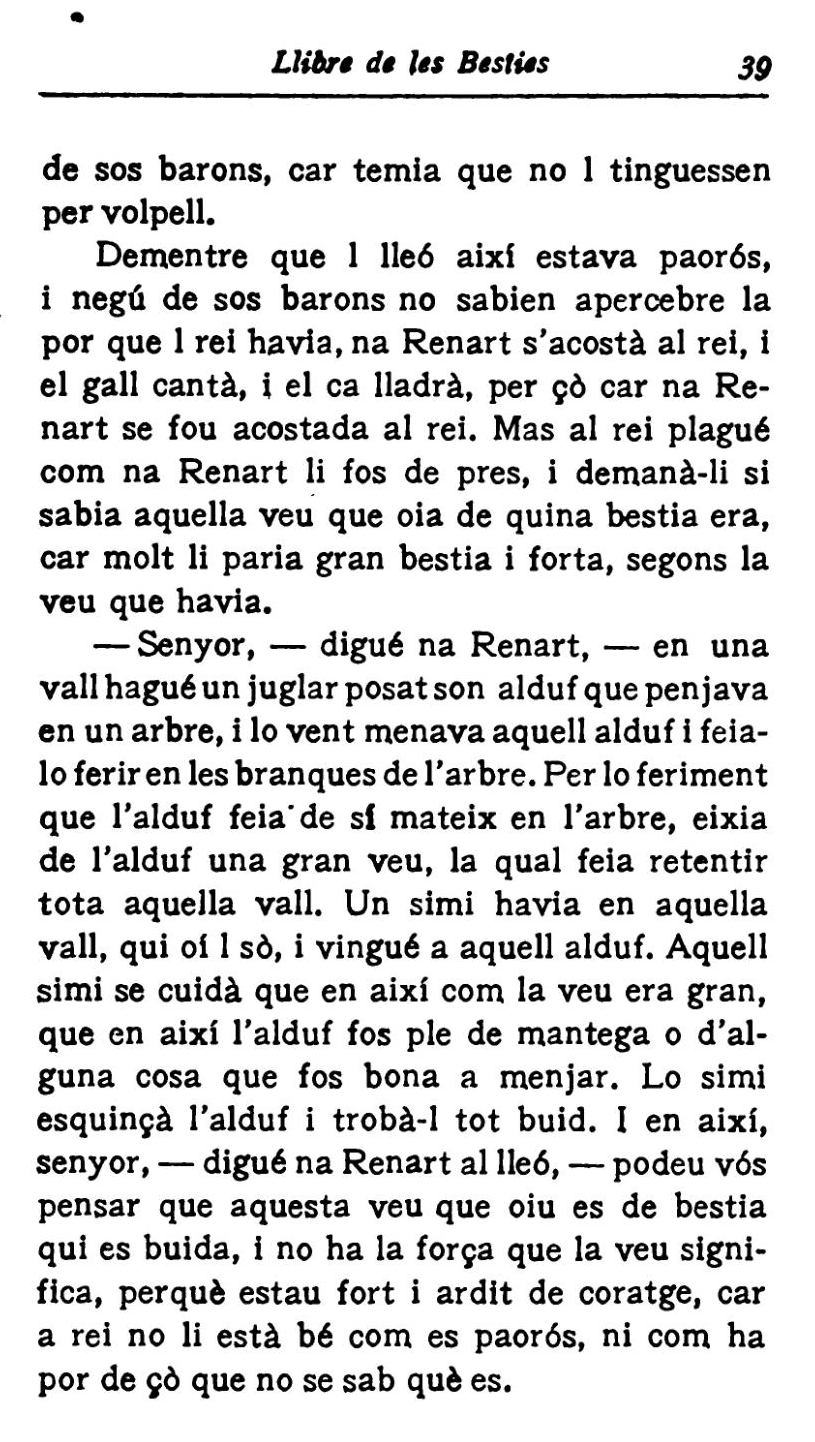 Llibre de les Besties 39
de sos barons, car temia que no l tinguessen
per volpell.
Dementre que l lleó així estava paorós,
i negú de sos barons no sabien apercebre la
por que l rei havia, na Renart s'acostà al rei, i
el gall cantà, i el ca lladrà, per çò car na Re-
nart se fou acostada al rei. Mas al rei plagué
com na Renart li fos de pres, i demanà-li si
sabia aquella veu que oia de quina bestia era,
car molt li paria gran bestia i forta, segons la
veu que havia.
— Senyor, — digué na Renart, — en una
vall hagué un juglar posat son alduf que penjava
en un arbre, i lo vent menava aquell alduf i feia-
lo ferir en les branques de l'arbre. Per lo feriment
que l'alduf feia de sí mateix en l'arbre, eixia
de l'alduf una gran veu, la qual feia retentir
tota aquella vall. Un simi havia en aquella
vall, qui oí l sò, i vingué a aquell alduf. Aquell
simi se cuidà que en així com la veu era gran,
que en així l'alduf fos ple de mantega o d'al-
guna cosa que fos bona a menjar. Lo simi
esquinçà l'alduf i trobà-l tot buid. I en així,
senyor, — digué na Renart al lleó, — podeu vós
pensar que aquesta veu que oiu es de bestia
qui es buida, i no ha la força que la veu signi-
fica, perquè estau fort i ardit de coratge, car
a rei no li està bé com es paorós, ni com ha
por de çò que no se sab què es.